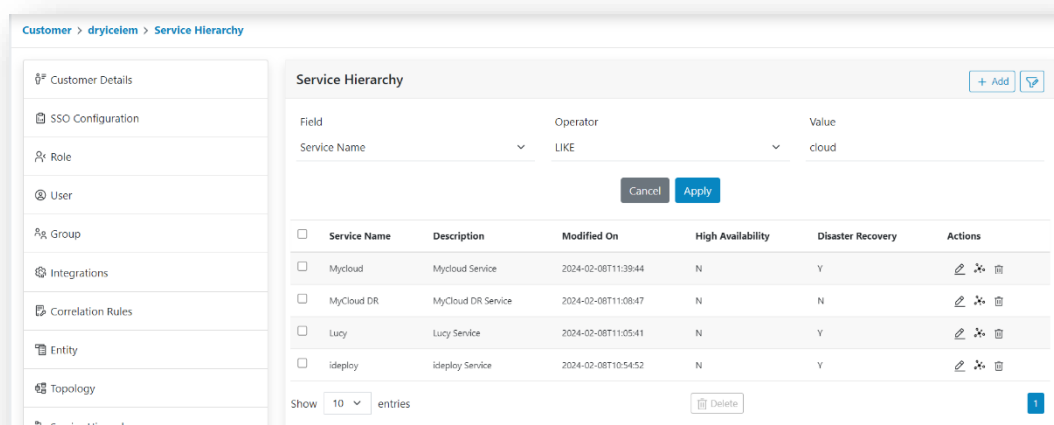 Customer > dryiceiem > Service Hierarchy
Customer Details
SSO Configuration
Role
User
Group
Integrations
Correlation Rules
Entity
Topology
Service Hierarchy
+ Add
Field Operator Value
Service Name LIKE cloud
Cancel Apply
Service Name Description Modified On High Availability Disaster Recovery Actions
Mycloud Mycloud Service 2024-02-08T11:39:44 N Y
MyCloud DR MyCloud DR Service 2024-02-08T11:08:47 N N
Lucy Lucy Service 2024-02-08T11:05:41 N Y
ideploy ideploy Service 2024-02-08T10:54:52 N Y
Show 10 entries Delete 1